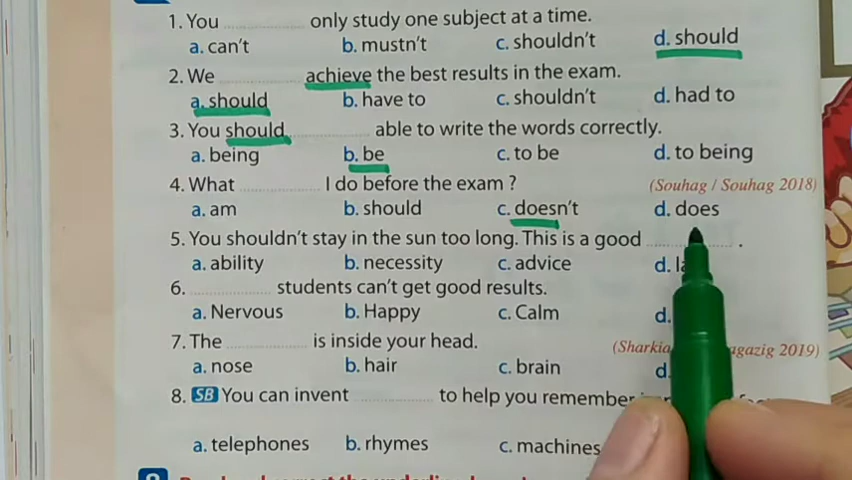 1. You .............. only study one subject at a time.
a. can't b. mustn't c. shouldn't d. should
2. We .............. achieve the best results in the exam.
a. should b. have to c. shouldn't d. had to
3. You should .............. able to write the words correctly.
a. being b. be c. to be d. to being
4. What .............. I do before the exam ? (Souhag / Souhag 2018)
a. am b. should c. doesn't d. does
5. You shouldn't stay in the sun too long. This is a good .............. .
a. ability b. necessity c. advice d.
6. .............. students can't get good results.
a. Nervous b. Happy c. Calm d.
7. The .............. is inside your head.
(Sharkia 2019)
a. nose b. hair c. brain d.
8. SB You can invent .............. to help you remember
a. telephones b. rhymes c. machines